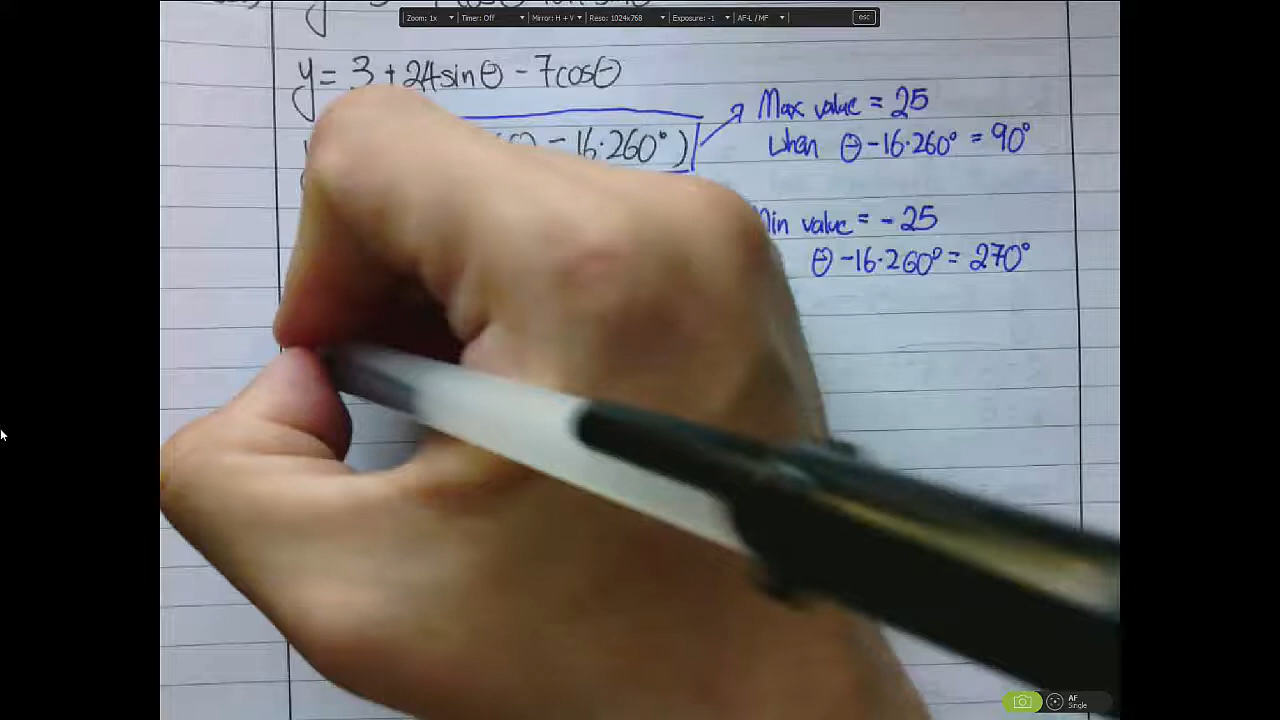 Zoom: 1x Timer: Off Mirror: H + V Reso: 1024x768 Exposure: -1 AF-L / MF esc
y = 3 + 24sinθ - 7cosθ
- 16.260°)
Max value = 25
when θ - 16.260° = 90°
Min value = - 25
θ - 16.260° = 270°
AF
Single